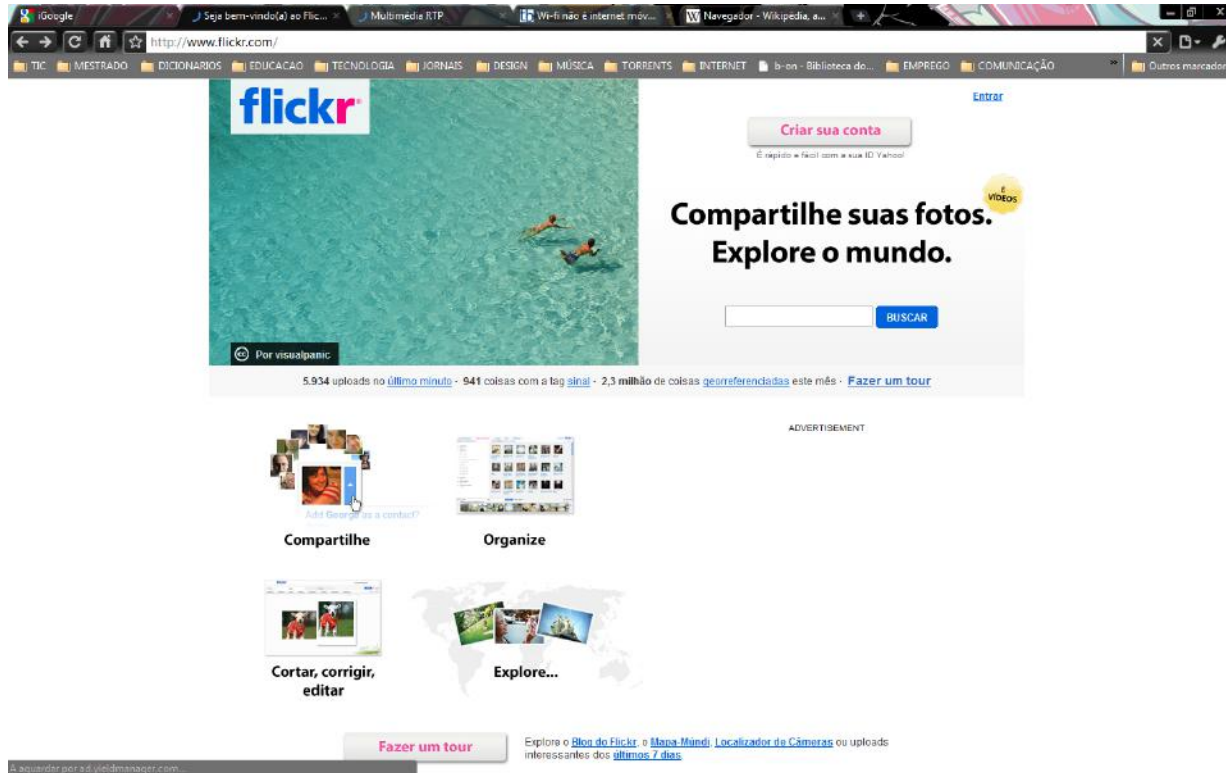 iGoogle
Seja bem-vindo(a) ao Flic...
Multimédia RTP
Wi-fi não é internet móv...
Navegador - Wikipédia, a...
http://www.flickr.com/
TIC MESTRADO DICIONARIOS EDUCACAO TECNOLOGIA JORNAIS DESIGN MÚSICA TORRENTS INTERNET b-on - Biblioteca do... EMPREGO COMUNICAÇÃO » Outros marcador
flickr
Entrar
Criar sua conta
É rápido e fácil com a sua ID Yahoo!
E VÍDEOS
Compartilhe suas fotos.
Explore o mundo.
BUSCAR
cc Por visualpanic
5.934 uploads no último minuto · 941 coisas com a tag sinal · 2,3 milhão de coisas georreferenciadas este mês · Fazer um tour
ADVERTISEMENT
Add George as a contact?
Compartilhe
Organize
Cortar, corrigir,
editar
Explore...
Fazer um tour
Explore o Blog do Flickr, o Mapa-Múndi, Localizador de Câmeras ou uploads
interessantes dos últimos 7 dias.
A aguardar por ad.yieldmanager.com...